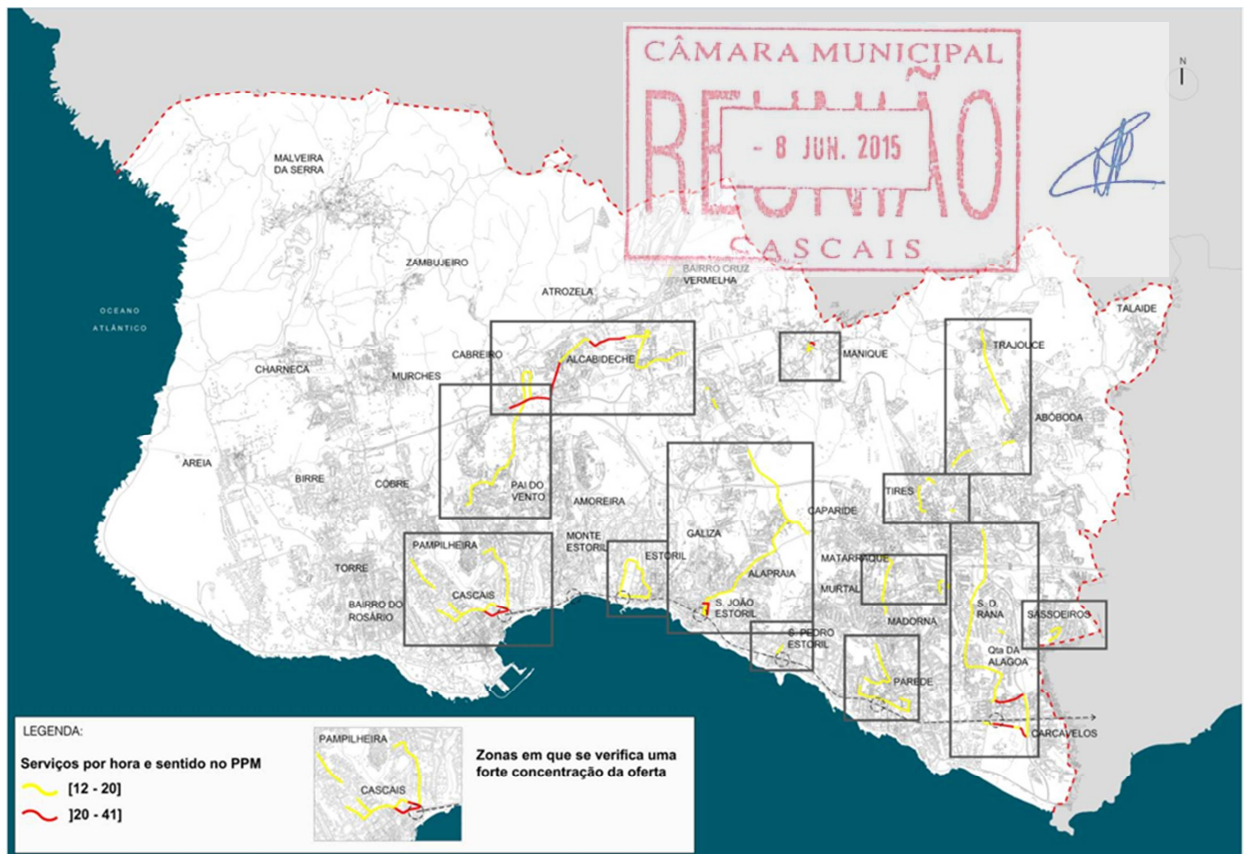 CÂMARA MUNICIPAL
REUNIÃO
- 8 JUN. 2015
CASCAIS
N
MALVEIRA
DA SERRA
ZAMBUJEIRO
BAIRRO CRUZ
VERMELHA
ATROZELA
OCEANO
ATLÂNTICO
TALAIDE
CABREIRO
ALCABIDECHE
MANIQUE
TRAJOUCE
CHARNECA
MURCHES
ABÓBODA
AREIA
BIRRE
CÓBRE
PAI DO
VENTO
AMOREIRA
TIRES
CAPARIDE
MONTE
ESTORIL
GALIZA
PAMPILHEIRA
ESTORIL
MATARRAQUE
TORRE
ALAPRAIA
MURTAL
CASCAIS
BAIRRO DO
ROSÁRIO
S. JOÃO
ESTORIL
S. D.
RANA
SASSOEIROS
MADORNA
S. PEDRO
ESTORIL
Qta DA
ALAGOA
PAREDE
CARCAVELOS
LEGENDA:
Serviços por hora e sentido no PPM
[12 - 20]
]20 - 41]
PAMPILHEIRA
CASCAIS
Zonas em que se verifica uma
forte concentração da oferta